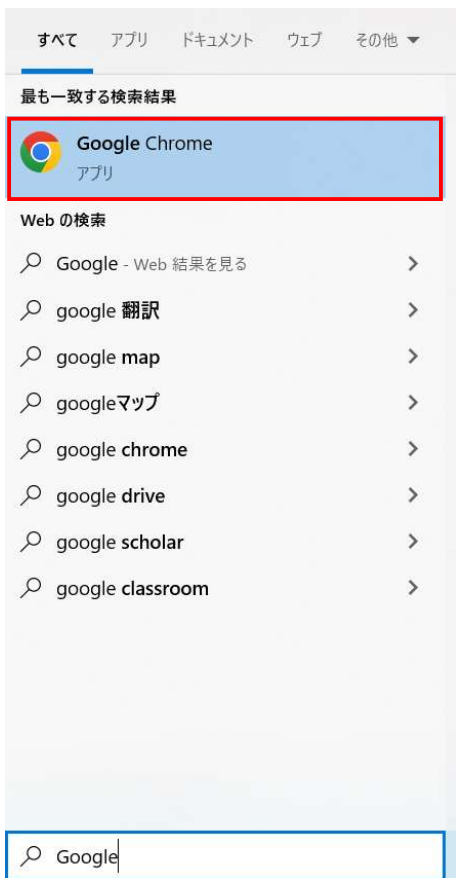 すべて アプリ ドキュメント ウェブ その他
最も一致する検索結果
Google Chrome
アプリ
Web の検索
Google - Web 結果を見る
google 翻訳
google map
googleマップ
google chrome
google drive
google scholar
google classroom
Google